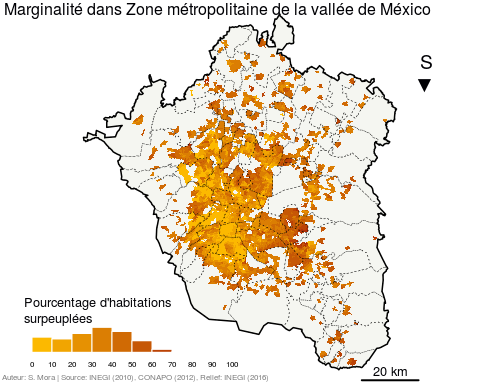 Marginalité dans Zone métropolitaine de la vallée de México
S
Pourcentage d'habitations
surpeuplées
0 10 20 30 40 50 60 70 80 90 100
20 km
Auteur: S. Mora | Source: INEGI (2010), CONAPO (2012), Relief: INEGI (2016)